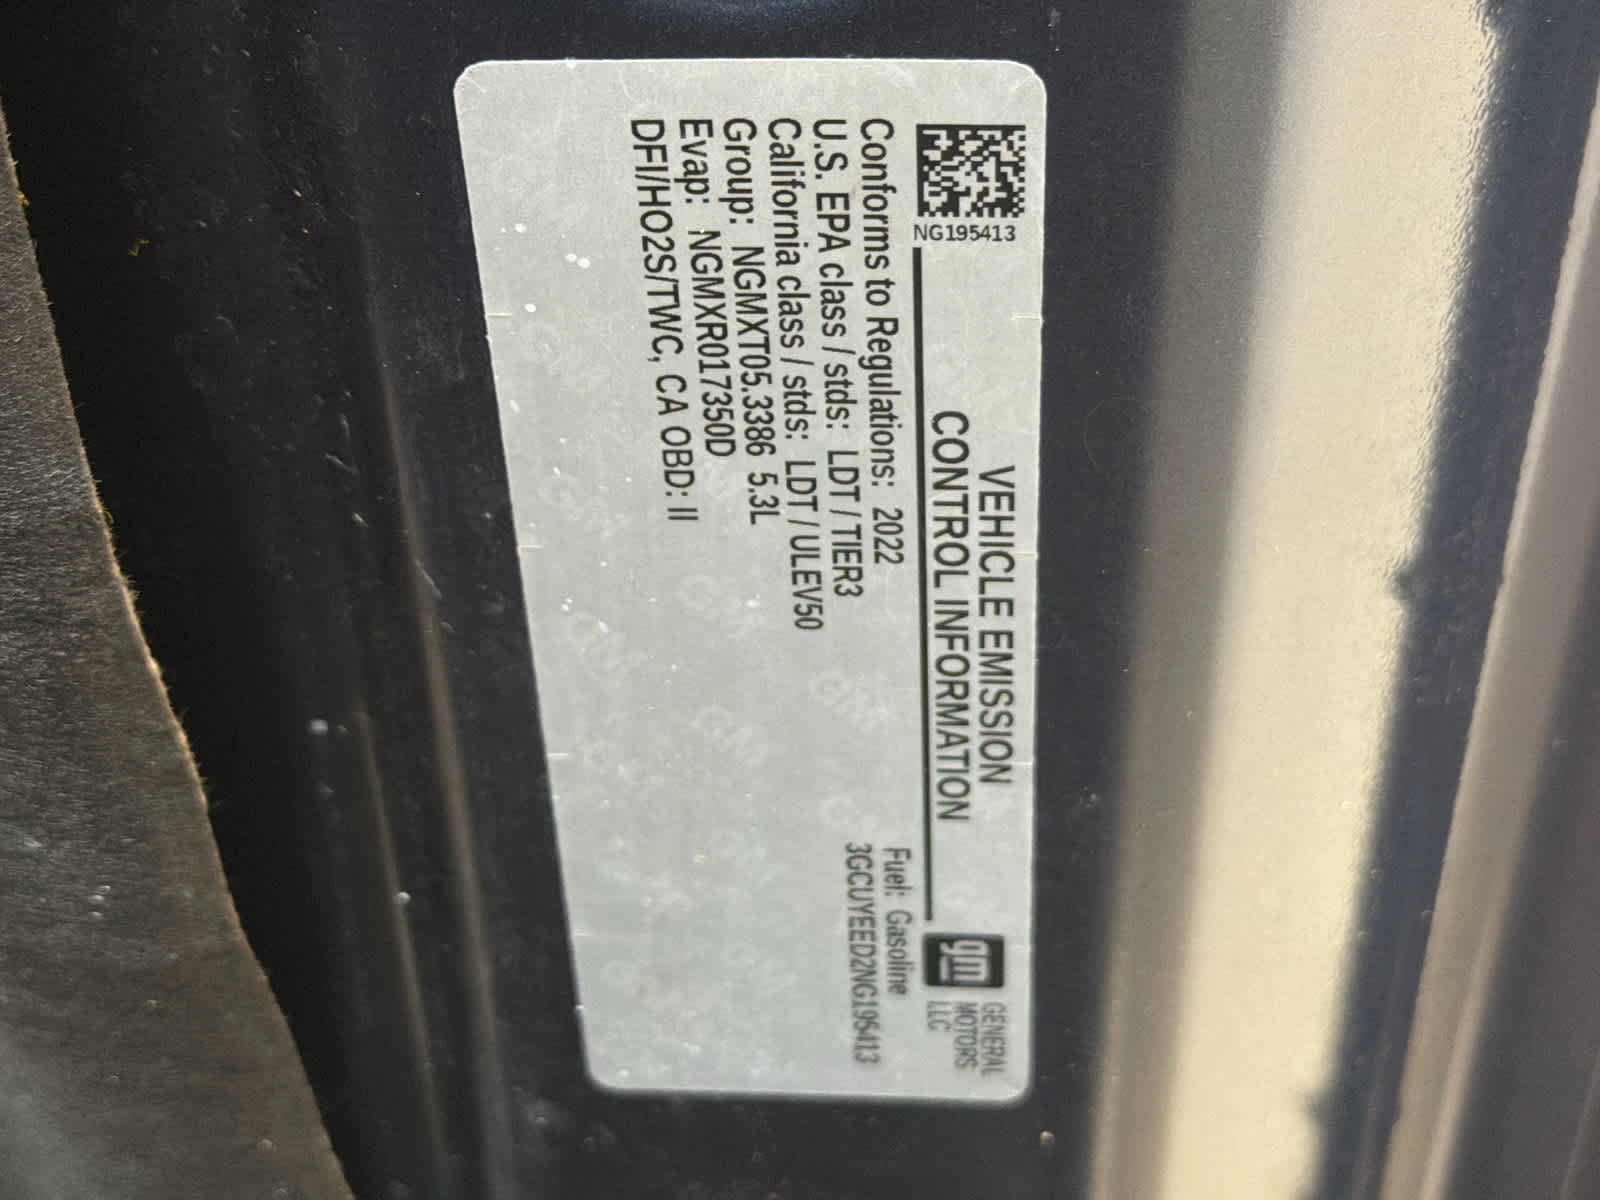 NG195413
VEHICLE EMISSION
CONTROL INFORMATION
gm
GENERAL
MOTORS
LLC
Conforms to Regulations: 2022
U.S. EPA class / stds: LDT / TIER3
California class / stds: LDT / ULEV50
Group: NGMXT05.3386 5.3L
Evap: NGMXR017350D
DFI/HO2S/TWC, CA OBD: II
Fuel: Gasoline
3GCUYEED2NG195413